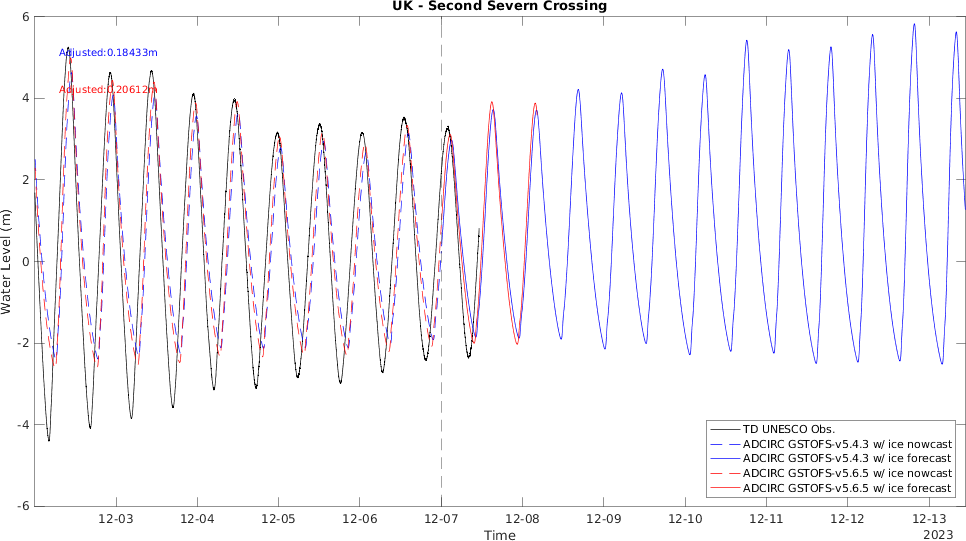 UK - Second Severn Crossing
6
4
2
0
-2
-4
-6
Water Level (m)
Adjusted:0.18433m
Adjusted:0.20612m
TD UNESCO Obs.
ADCIRC GSTOFS-v5.4.3 w/ ice nowcast
ADCIRC GSTOFS-v5.4.3 w/ ice forecast
ADCIRC GSTOFS-v5.6.5 w/ ice nowcast
ADCIRC GSTOFS-v5.6.5 w/ ice forecast
12-03 12-04 12-05 12-06 12-07 12-08 12-09 12-10 12-11 12-12 12-13
Time
2023